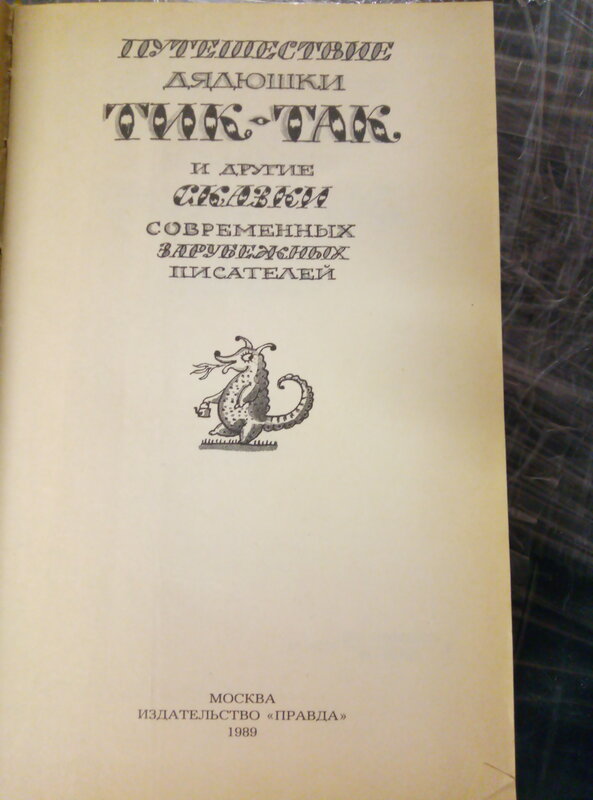 ПУТЕШЕСТВИЕ
ДЯДЮШКИ
ТИК-ТАК
И ДРУГИЕ
СКАЗКИ
СОВРЕМЕННЫХ
ЗАРУБЕЖНЫХ
ПИСАТЕЛЕЙ
МОСКВА
ИЗДАТЕЛЬСТВО «ПРАВДА»
1989